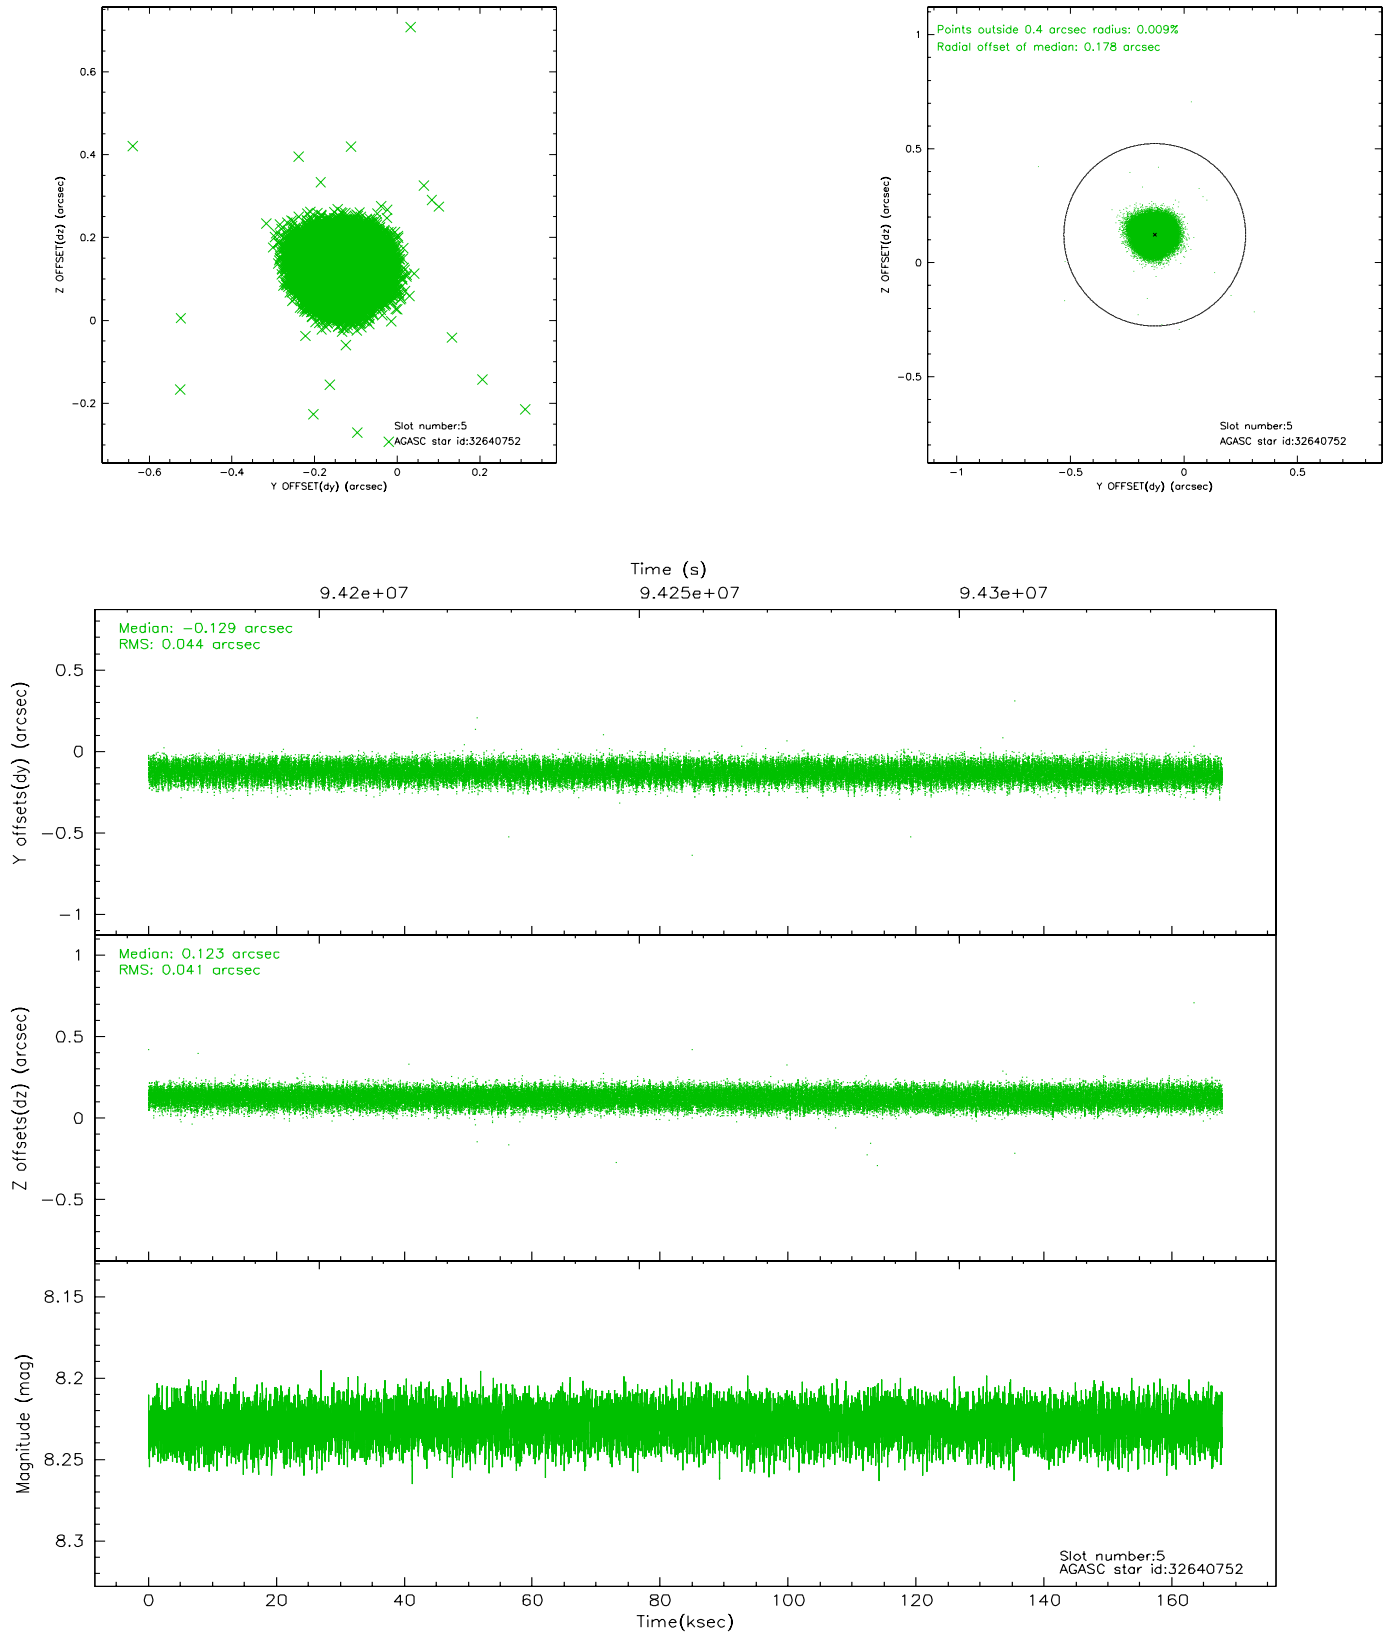 0.6
0.4
0.2
0
−0.2
Z OFFSET(dz) (arcsec)
Slot number:5
AGASC star id:32640752
−0.6 −0.4 −0.2 0 0.2
Y OFFSET(dy) (arcsec)
Points outside 0.4 arcsec radius: 0.009%
Radial offset of median: 0.178 arcsec
1
0.5
0
−0.5
Z OFFSET(dz) (arcsec)
Slot number:5
AGASC star id:32640752
−1 −0.5 0 0.5
Y OFFSET(dy) (arcsec)
Time (s)
9.42e+07 9.425e+07 9.43e+07
Median: −0.129 arcsec
RMS: 0.044 arcsec
0.5
0
−0.5
−1
Y offsets(dy) (arcsec)
Median: 0.123 arcsec
RMS: 0.041 arcsec
1
0.5
0
−0.5
Z offsets(dz) (arcsec)
8.15
8.2
8.25
8.3
Magnitude (mag)
Slot number:5
AGASC star id:32640752
0 20 40 60 80 100 120 140 160
Time(ksec)